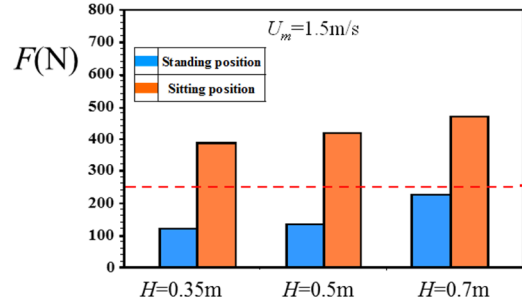 800
700
600
500
400
300
200
100
0
F(N)
U_m=1.5m/s
Standing position
Sitting position
H=0.35m
H=0.5m
H=0.7m